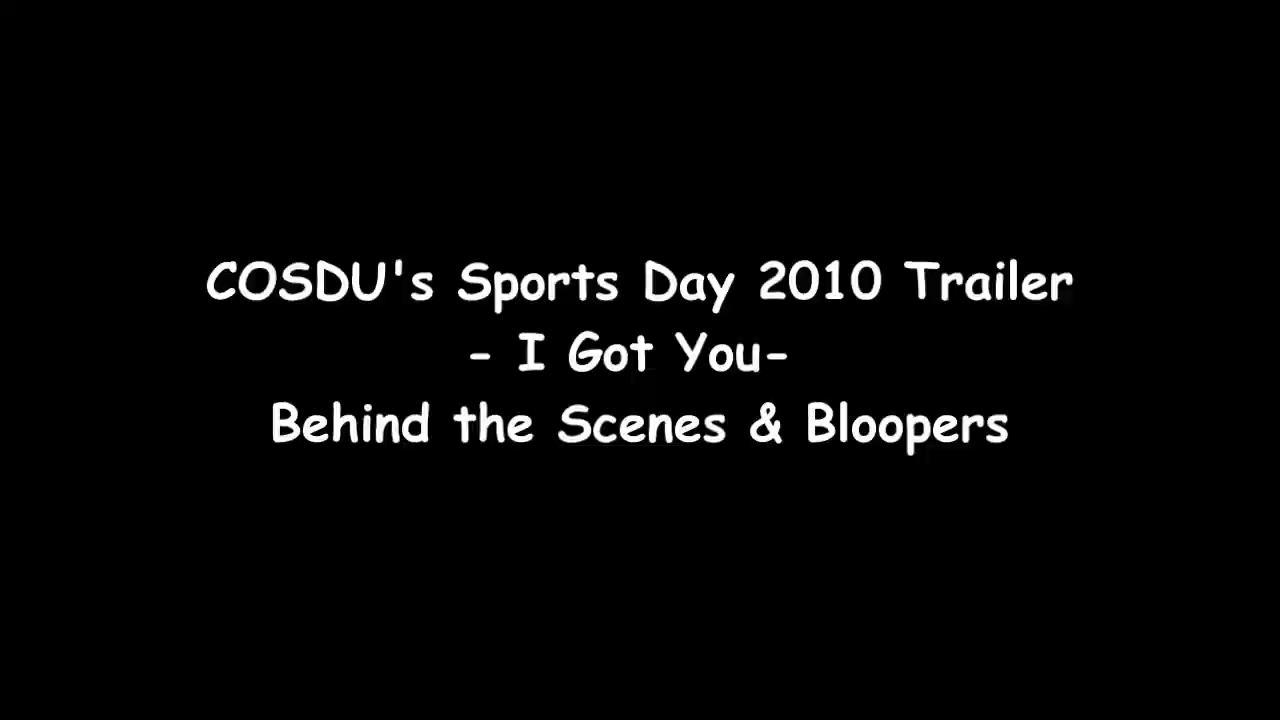 COSDU's Sports Day 2010 Trailer
- I Got You-
Behind the Scenes & Bloopers